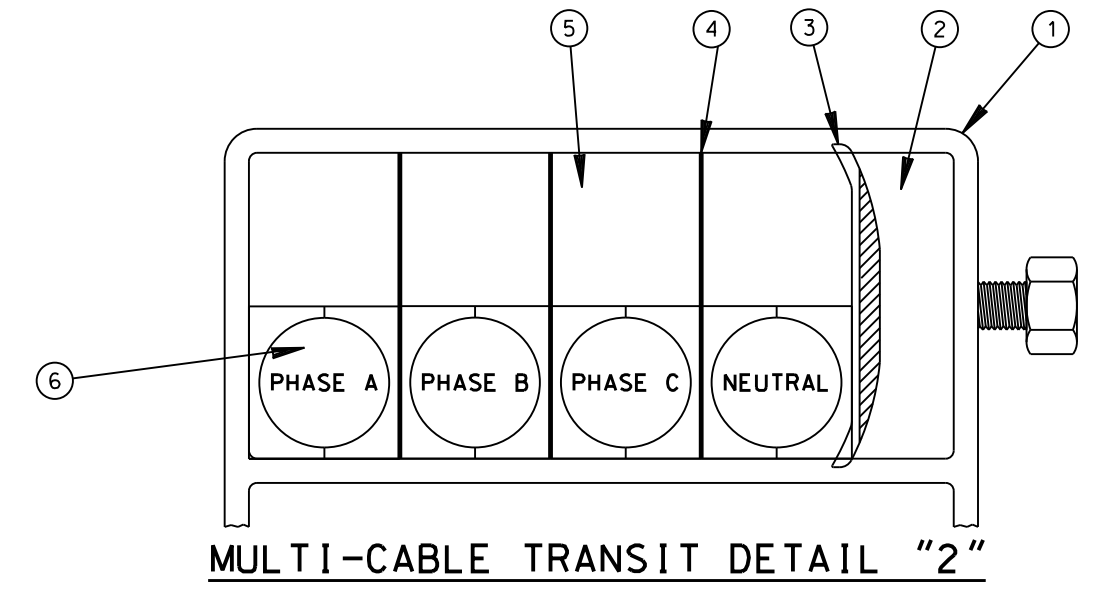 5 4 3 2 1
6
PHASE A PHASE B PHASE C NEUTRAL
MULTI-CABLE TRANSIT DETAIL "2"